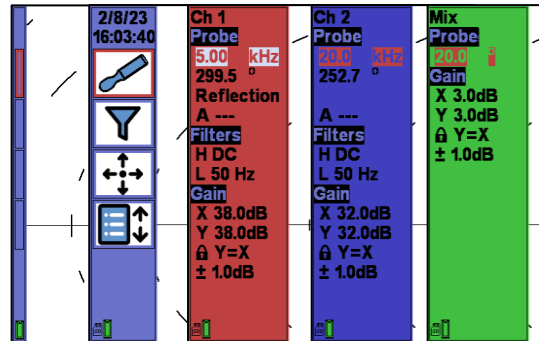 2/8/23
16:03:40
Ch 1
Probe
5.00 kHz
299.5 °
Reflection
A ---
Filters
H DC
L 50 Hz
Gain
X 38.0dB
Y 38.0dB
Y=X
± 1.0dB
Ch 2
Probe
20.0 kHz
252.7 °
A ---
Filters
H DC
L 50 Hz
Gain
X 32.0dB
Y 32.0dB
Y=X
± 1.0dB
Mix
Probe
20.0 °
Gain
X 3.0dB
Y 3.0dB
Y=X
± 1.0dB